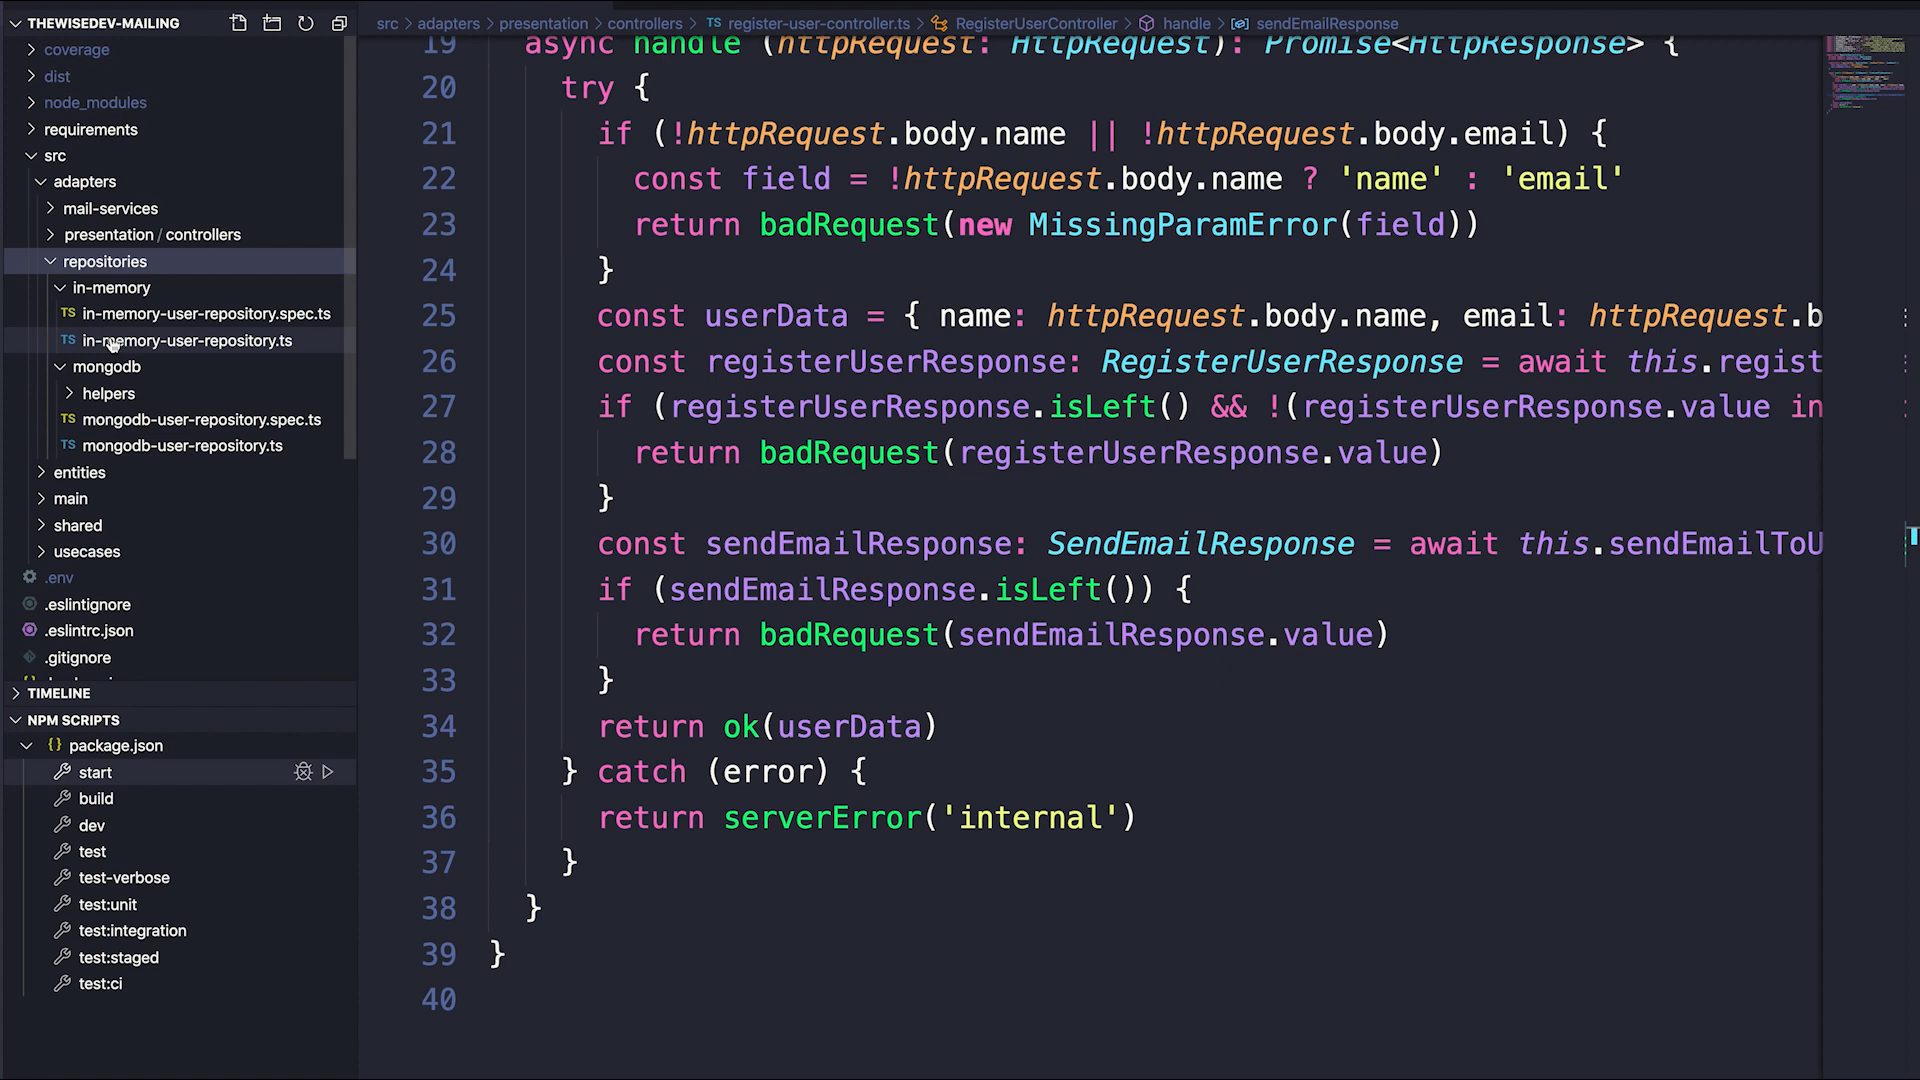 THEWISEDEV-MAILING
coverage
dist
node_modules
requirements
src
adapters
mail-services
presentation / controllers
repositories
in-memory
in-memory-user-repository.spec.ts
in-memory-user-repository.ts
mongodb
helpers
mongodb-user-repository.spec.ts
mongodb-user-repository.ts
entities
main
shared
usecases
.env
.eslintignore
.eslintrc.json
.gitignore
TIMELINE
NPM SCRIPTS
package.json
start
build
dev
test
test-verbose
test:unit
test:integration
test:staged
test:ci
src > adapters > presentation > controllers > TS register-user-controller.ts > RegisterUserController > handle > sendEmailResponse
19 async handle (httpRequest: HttpRequest): Promise<HttpResponse> {
20 try {
21 if (!httpRequest.body.name || !httpRequest.body.email) {
22 const field = !httpRequest.body.name ? 'name' : 'email'
23 return badRequest(new MissingParamError(field))
24 }
25 const userData = { name: httpRequest.body.name, email: httpRequest.b
26 const registerUserResponse: RegisterUserResponse = await this.regist
27 if (registerUserResponse.isLeft() && !(registerUserResponse.value in
28 return badRequest(registerUserResponse.value)
29 }
30 const sendEmailResponse: SendEmailResponse = await this.sendEmailToU
31 if (sendEmailResponse.isLeft()) {
32 return badRequest(sendEmailResponse.value)
33 }
34 return ok(userData)
35 } catch (error) {
36 return serverError('internal')
37 }
38 }
39 }
40